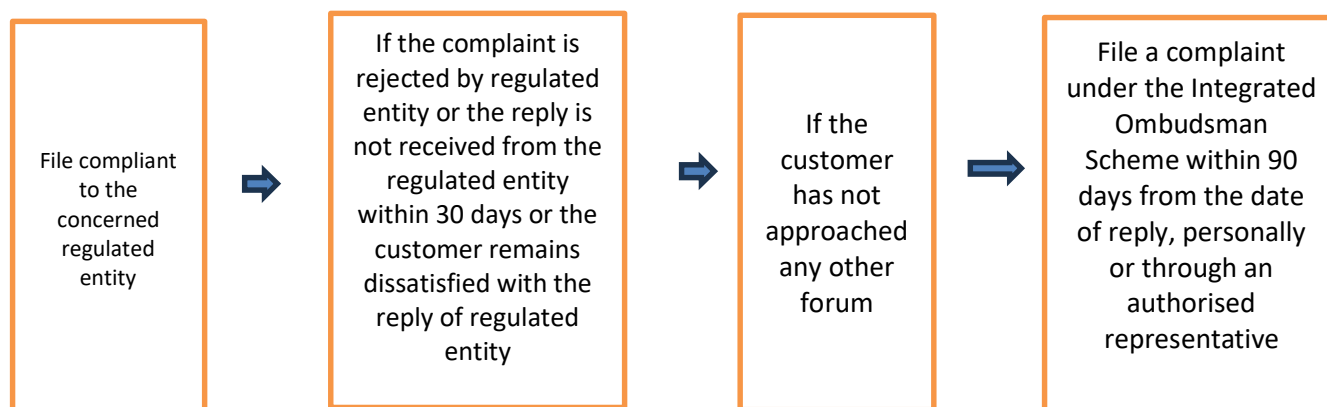 File compliant
to the
concerned
regulated
entity
If the complaint is
rejected by regulated
entity or the reply is
not received from the
regulated entity
within 30 days or the
customer remains
dissatisfied with the
reply of regulated
entity
If the
customer
has not
approached
any other
forum
File a complaint
under the Integrated
Ombudsman
Scheme within 90
days from the date
of reply, personally
or through an
authorised
representative